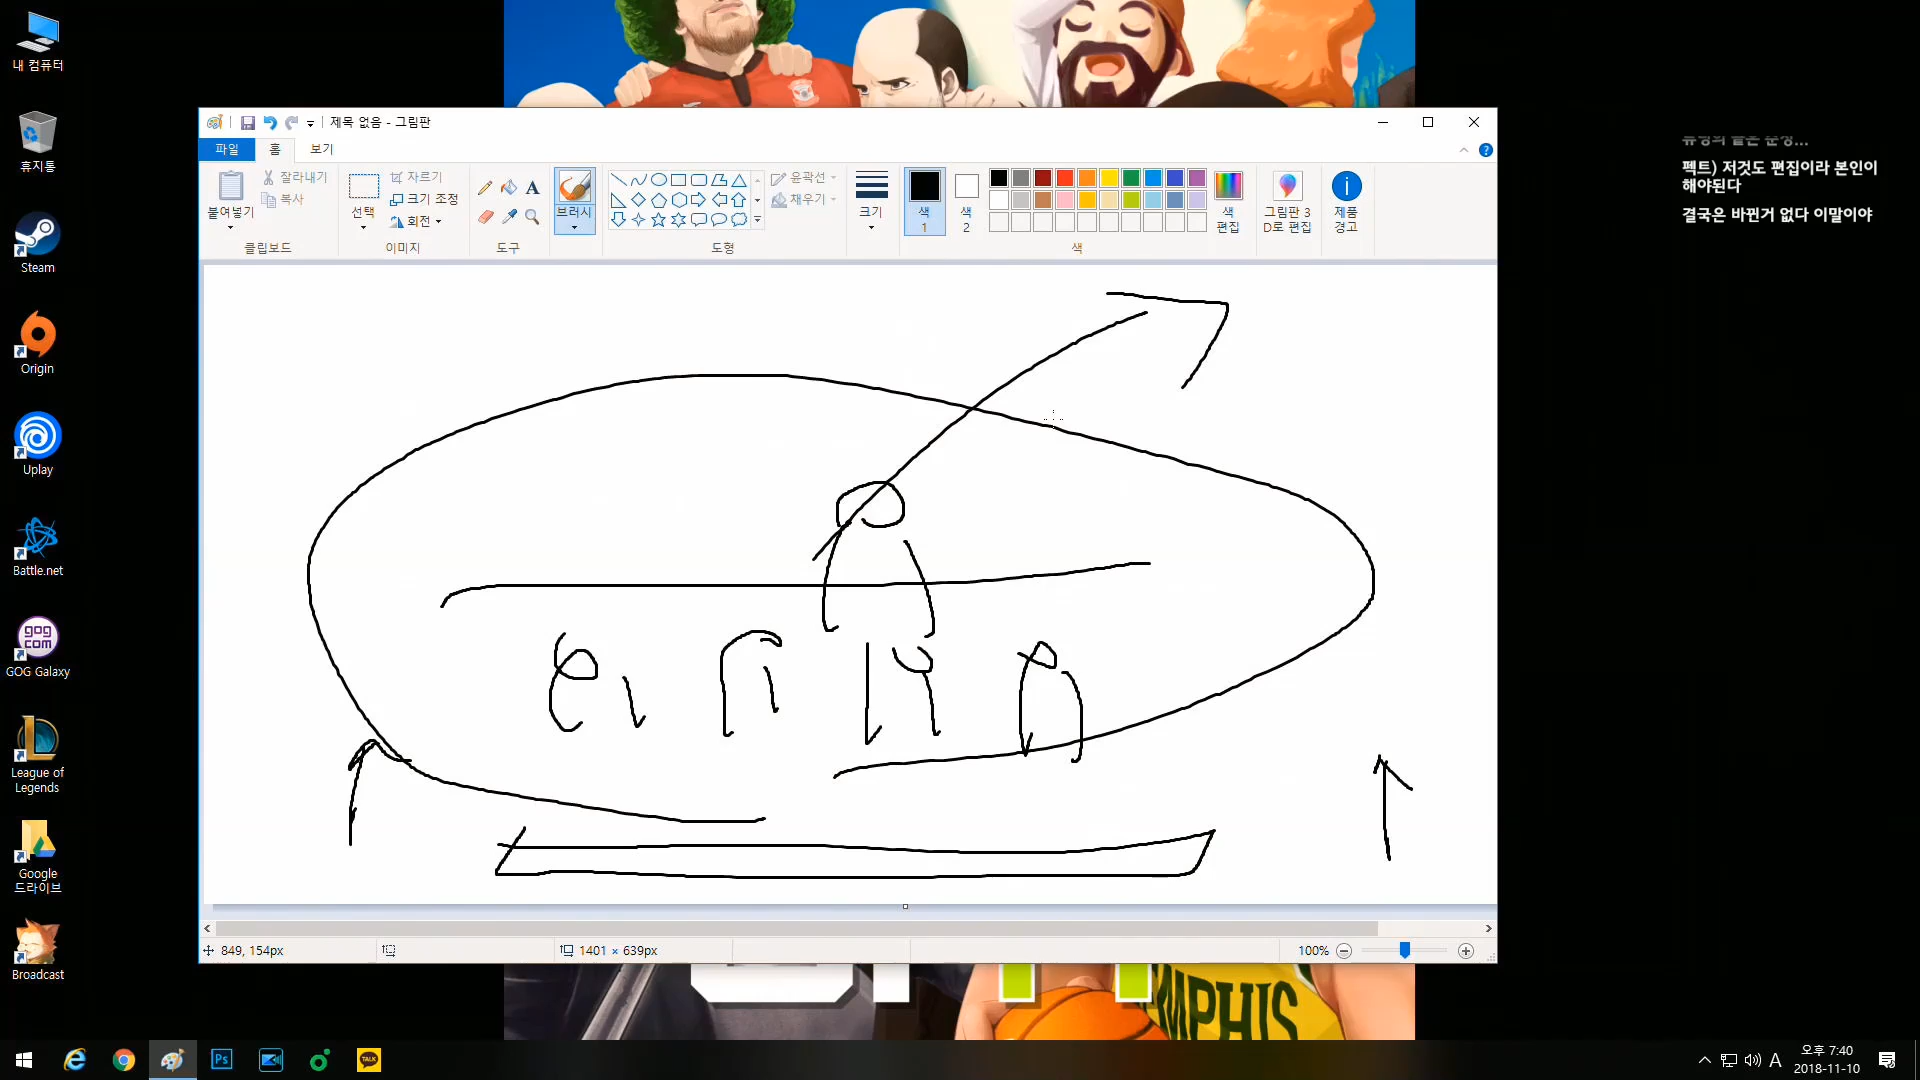 내 컴퓨터
휴지통
Steam
Origin
Uplay
Battle.net
gog
com
GOG Galaxy
League of
Legends
Google
드라이브
Broadcast
제목 없음 - 그림판
파일
홈
보기
붙여넣기
잘라내기
복사
클립보드
선택
자르기
크기 조정
회전
이미지
A
도구
브러시
윤곽선
채우기
도형
크기
색
1
색
2
색
편집
색
그림판 3
D로 편집
제품
경고
849, 154px
1401 × 639px
100%
펙트) 저것도 편집이라 본인이
해야된다
결국은 바뀐거 없다 이말이야
MPHIS
Ps
TALK
A
오후 7:40
2018-11-10